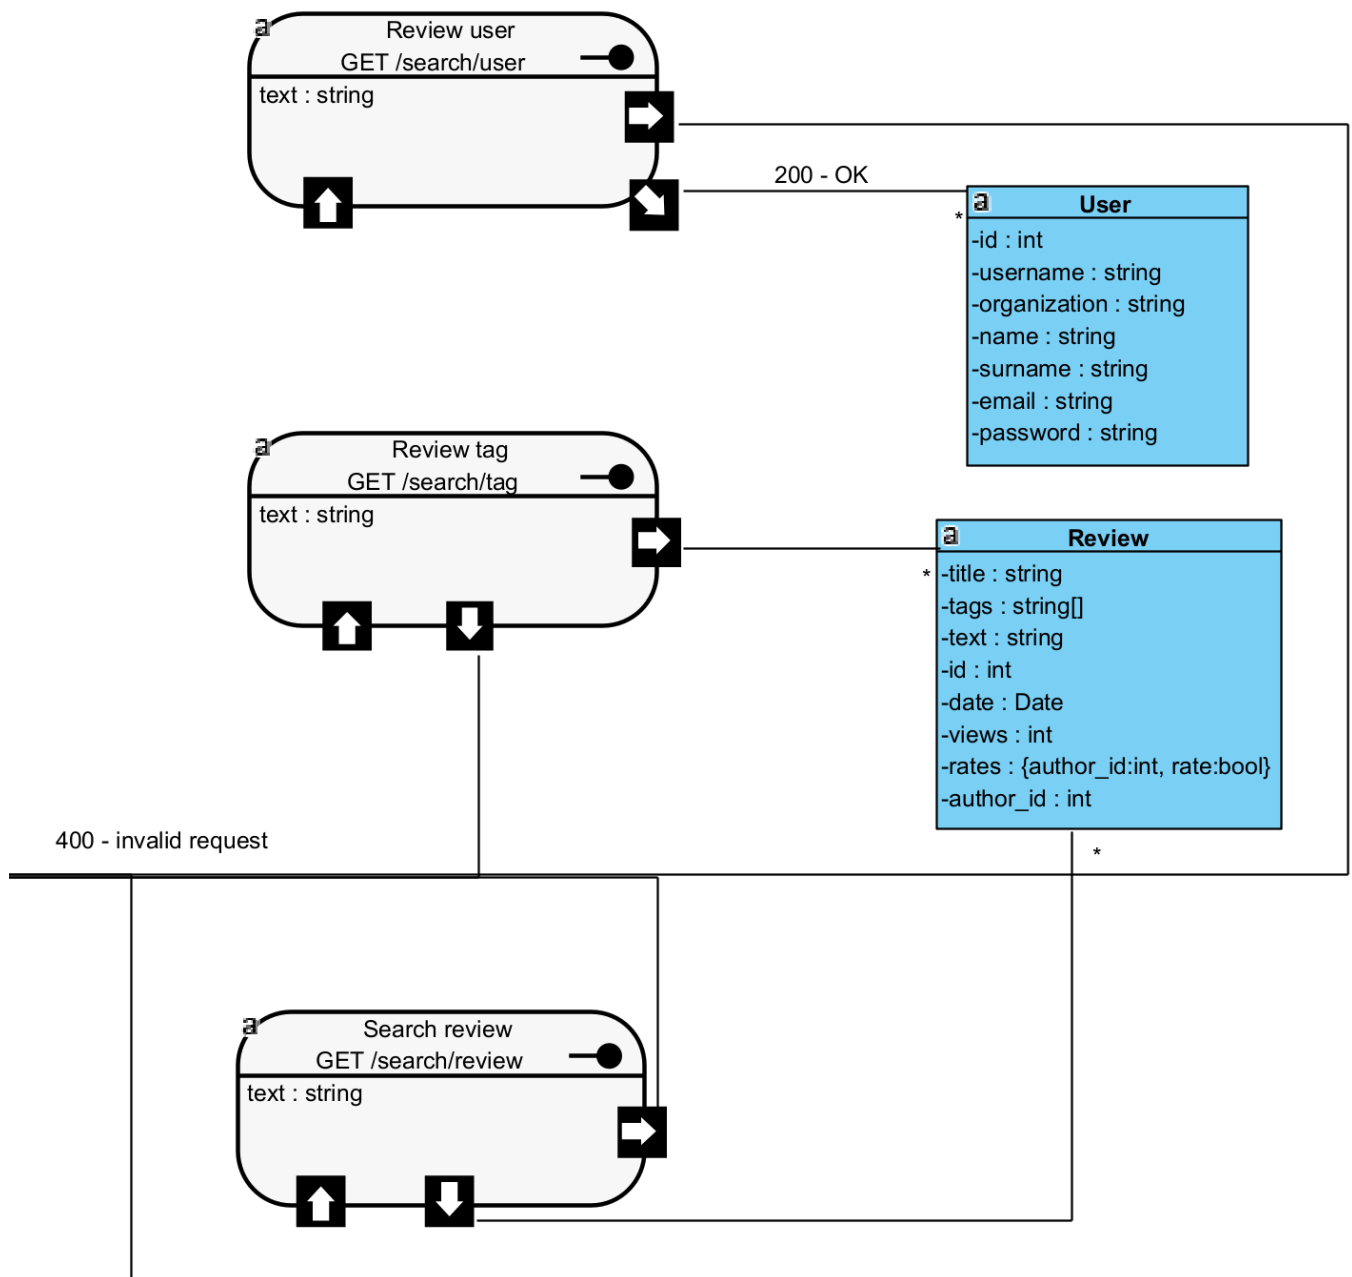 a
Review user
GET /search/user
text : string
200 - OK
a
User
*
-id : int
-username : string
-organization : string
-name : string
-surname : string
-email : string
-password : string
a
Review tag
GET /search/tag
text : string
a
Review
*
-title : string
-tags : string[]
-text : string
-id : int
-date : Date
-views : int
-rates : {author_id:int, rate:bool}
-author_id : int
400 - invalid request
*
a
Search review
GET /search/review
text : string